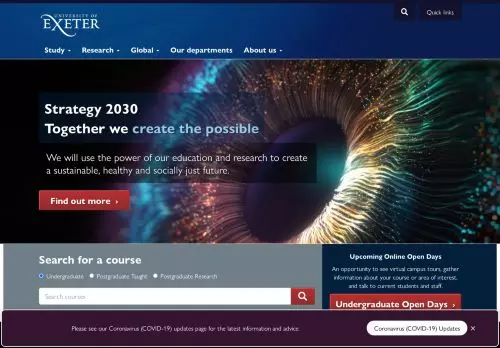 UNIVERSITY OF
EXETER
Quick links
Study
Research
Global
Our departments
About us
Strategy 2030
Together we create the possible
We will use the power of our education and research to create
a sustainable, healthy and socially just future.
Find out more ›
Search for a course
Undergraduate
Postgraduate Taught
Postgraduate Research
Search courses
Upcoming Online Open Days
An opportunity to see virtual campus tours, gather
information about your course or area of interest,
and talk to current students and staff.
Undergraduate Open Days ›
Please see our Coronavirus (COVID-19) updates page for the latest information and advice:
Coronavirus (COVID-19) Updates
×